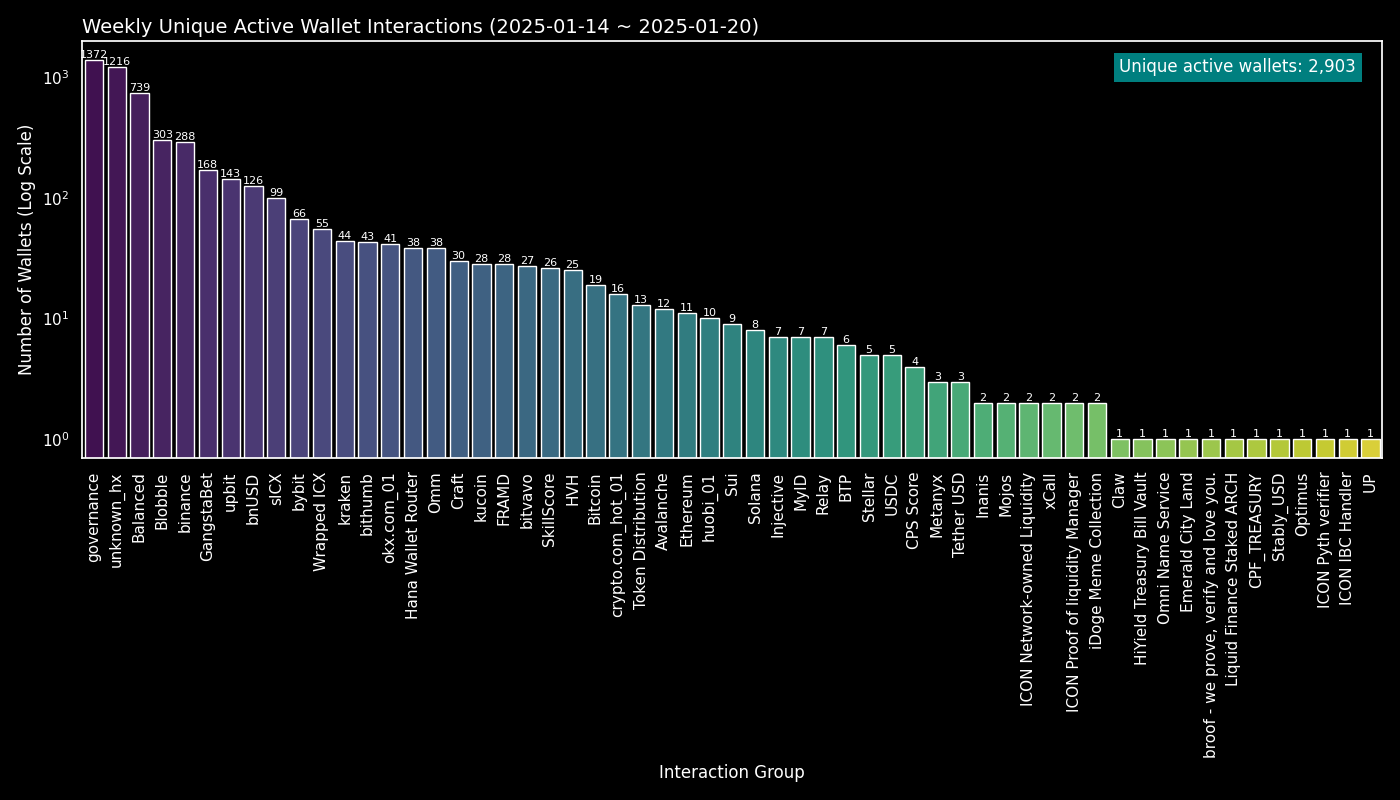 Weekly Unique Active Wallet Interactions (2025-01-14 ~ 2025-01-20)
Unique active wallets: 2,903
Number of Wallets (Log Scale)
10³
10²
10¹
10⁰
1372
1216
739
303
288
168
143
126
99
66
55
44
43
41
38
38
30
28
28
27
26
25
19
16
13
12
11
10
9
8
7
7
7
6
5
5
4
3
3
2
2
2
2
2
2
1
1
1
1
1
1
1
1
1
1
1
1
governance
unknown_hx
Balanced
Blobble
binance
GangstaBet
upbit
bnUSD
sICX
bybit
Wrapped ICX
kraken
bithumb
okx.com_01
Hana Wallet Router
Omm
Craft
kucoin
FRAMD
bitvavo
SkillScore
HVH
Bitcoin
crypto.com_hot_01
Token Distribution
Avalanche
Ethereum
huobi_01
Sui
Solana
Injective
MyID
Relay
BTP
Stellar
USDC
CPS Score
Metanyx
Tether USD
Inanis
Mojos
ICON Network-owned Liquidity
xCall
ICON Proof of liquidity Manager
iDoge Meme Collection
Claw
HiYield Treasury Bill Vault
Omni Name Service
Emerald City Land
broof - we prove, verify and love you.
Liquid Finance Staked ARCH
CPF_TREASURY
Stably_USD
Optimus
ICON Pyth verifier
ICON IBC Handler
UP
Interaction Group